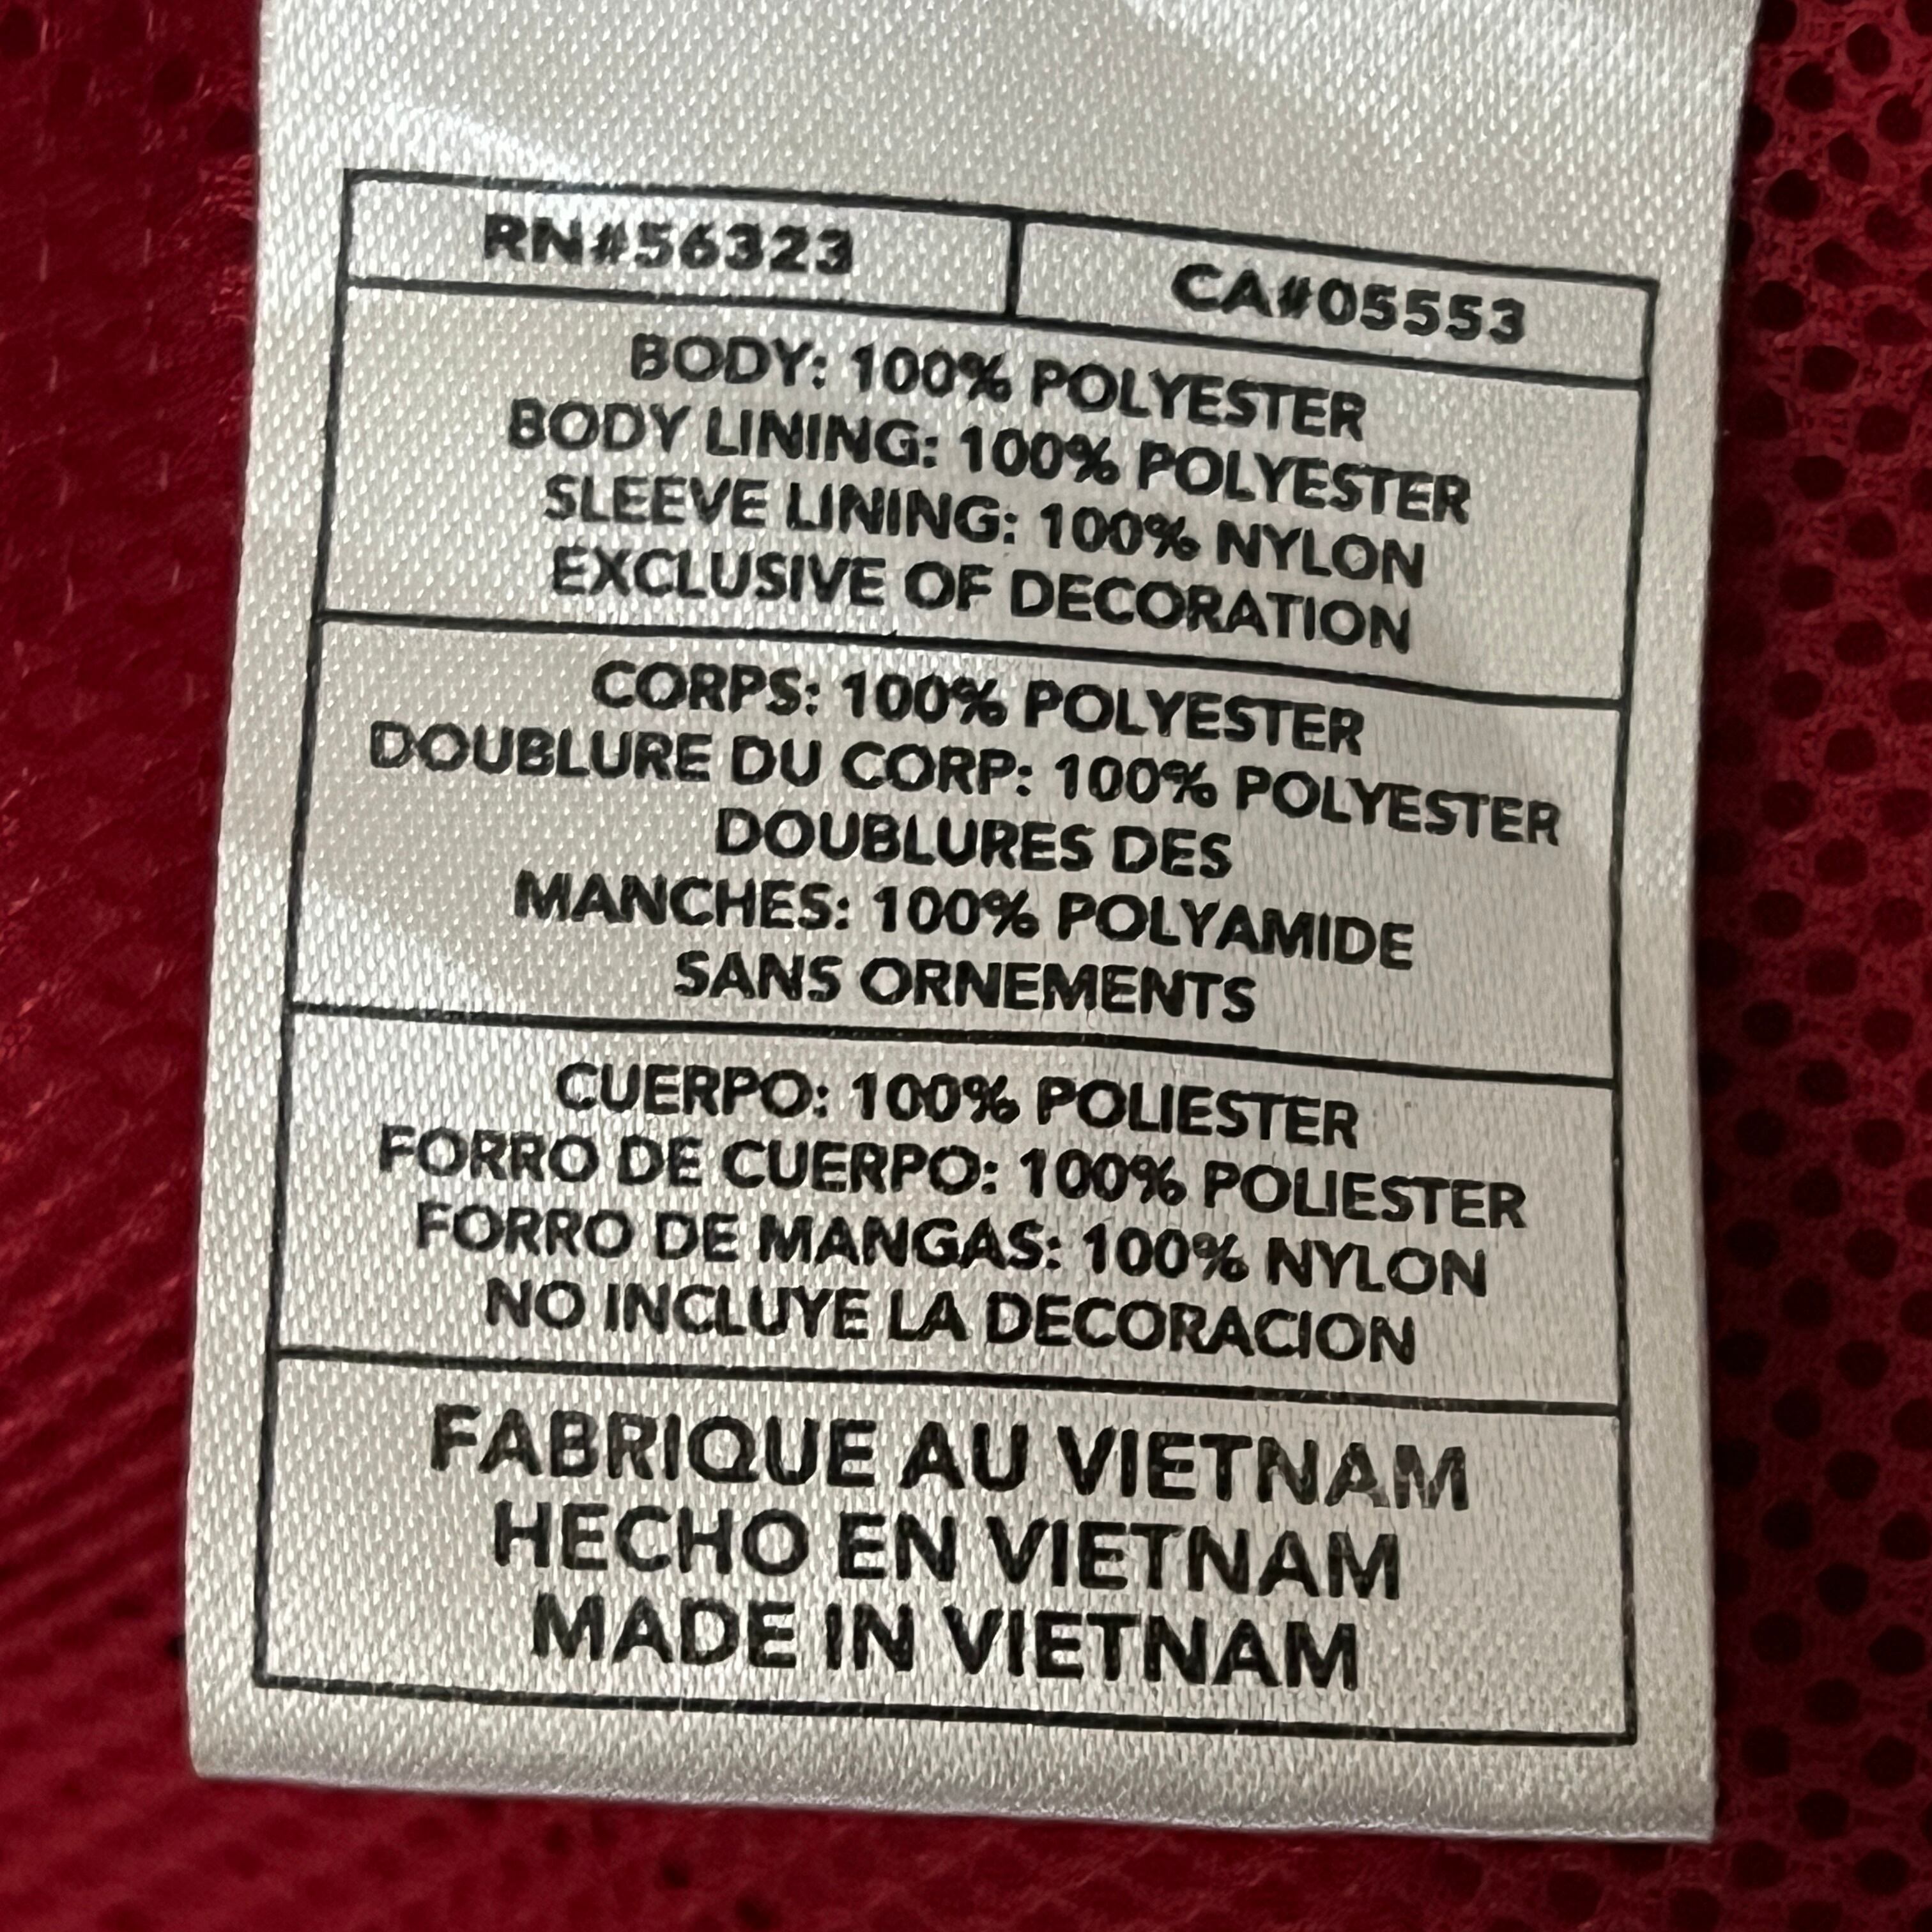 RN#56323 CA#05553
BODY: 100% POLYESTER
BODY LINING: 100% POLYESTER
SLEEVE LINING: 100% NYLON
EXCLUSIVE OF DECORATION
CORPS: 100% POLYESTER
DOUBLURE DU CORP: 100% POLYESTER
DOUBLURES DES
MANCHES: 100% POLYAMIDE
SANS ORNEMENTS
CUERPO: 100% POLIESTER
FORRO DE CUERPO: 100% POLIESTER
FORRO DE MANGAS: 100% NYLON
NO INCLUYE LA DECORACION
FABRIQUE AU VIETNAM
HECHO EN VIETNAM
MADE IN VIETNAM